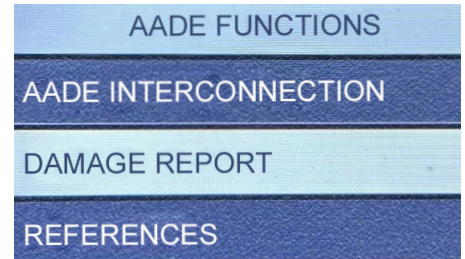 AADE FUNCTIONS
AADE INTERCONNECTION
DAMAGE REPORT
REFERENCES